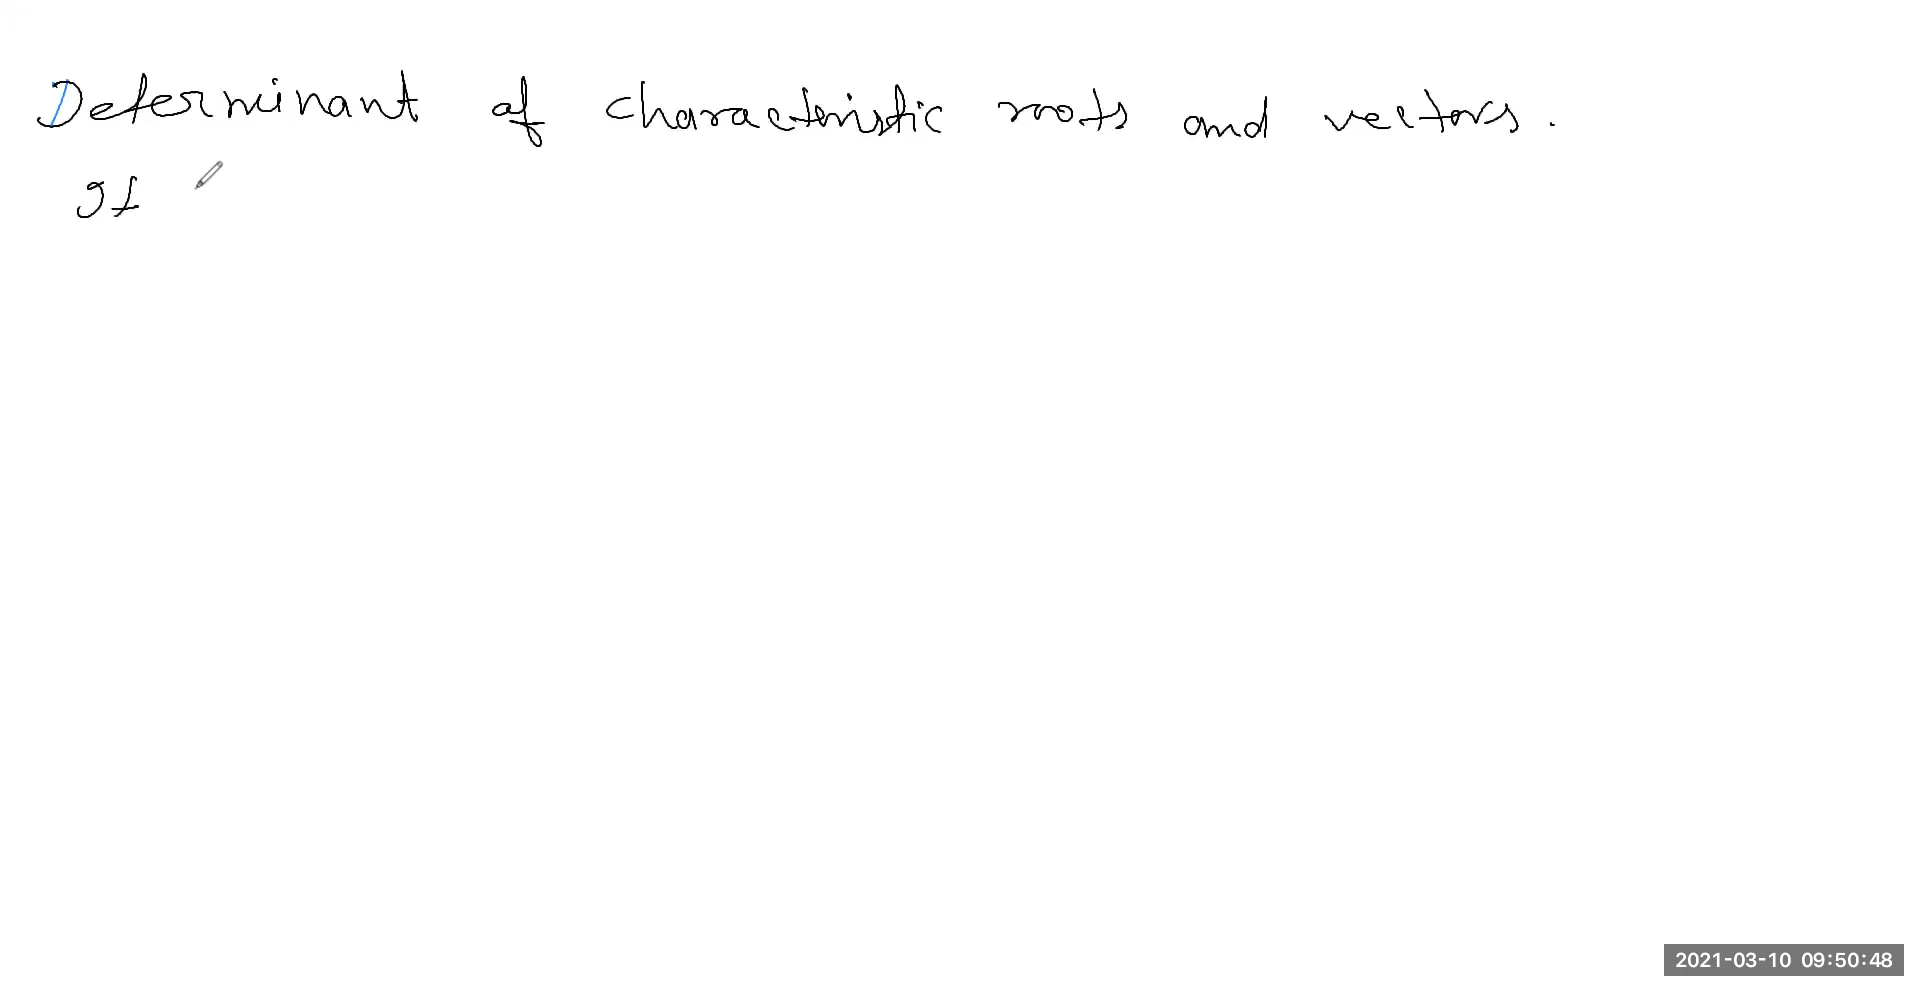 Determinant of characteristic roots and vectors.
If
2021-03-10 09:50:48